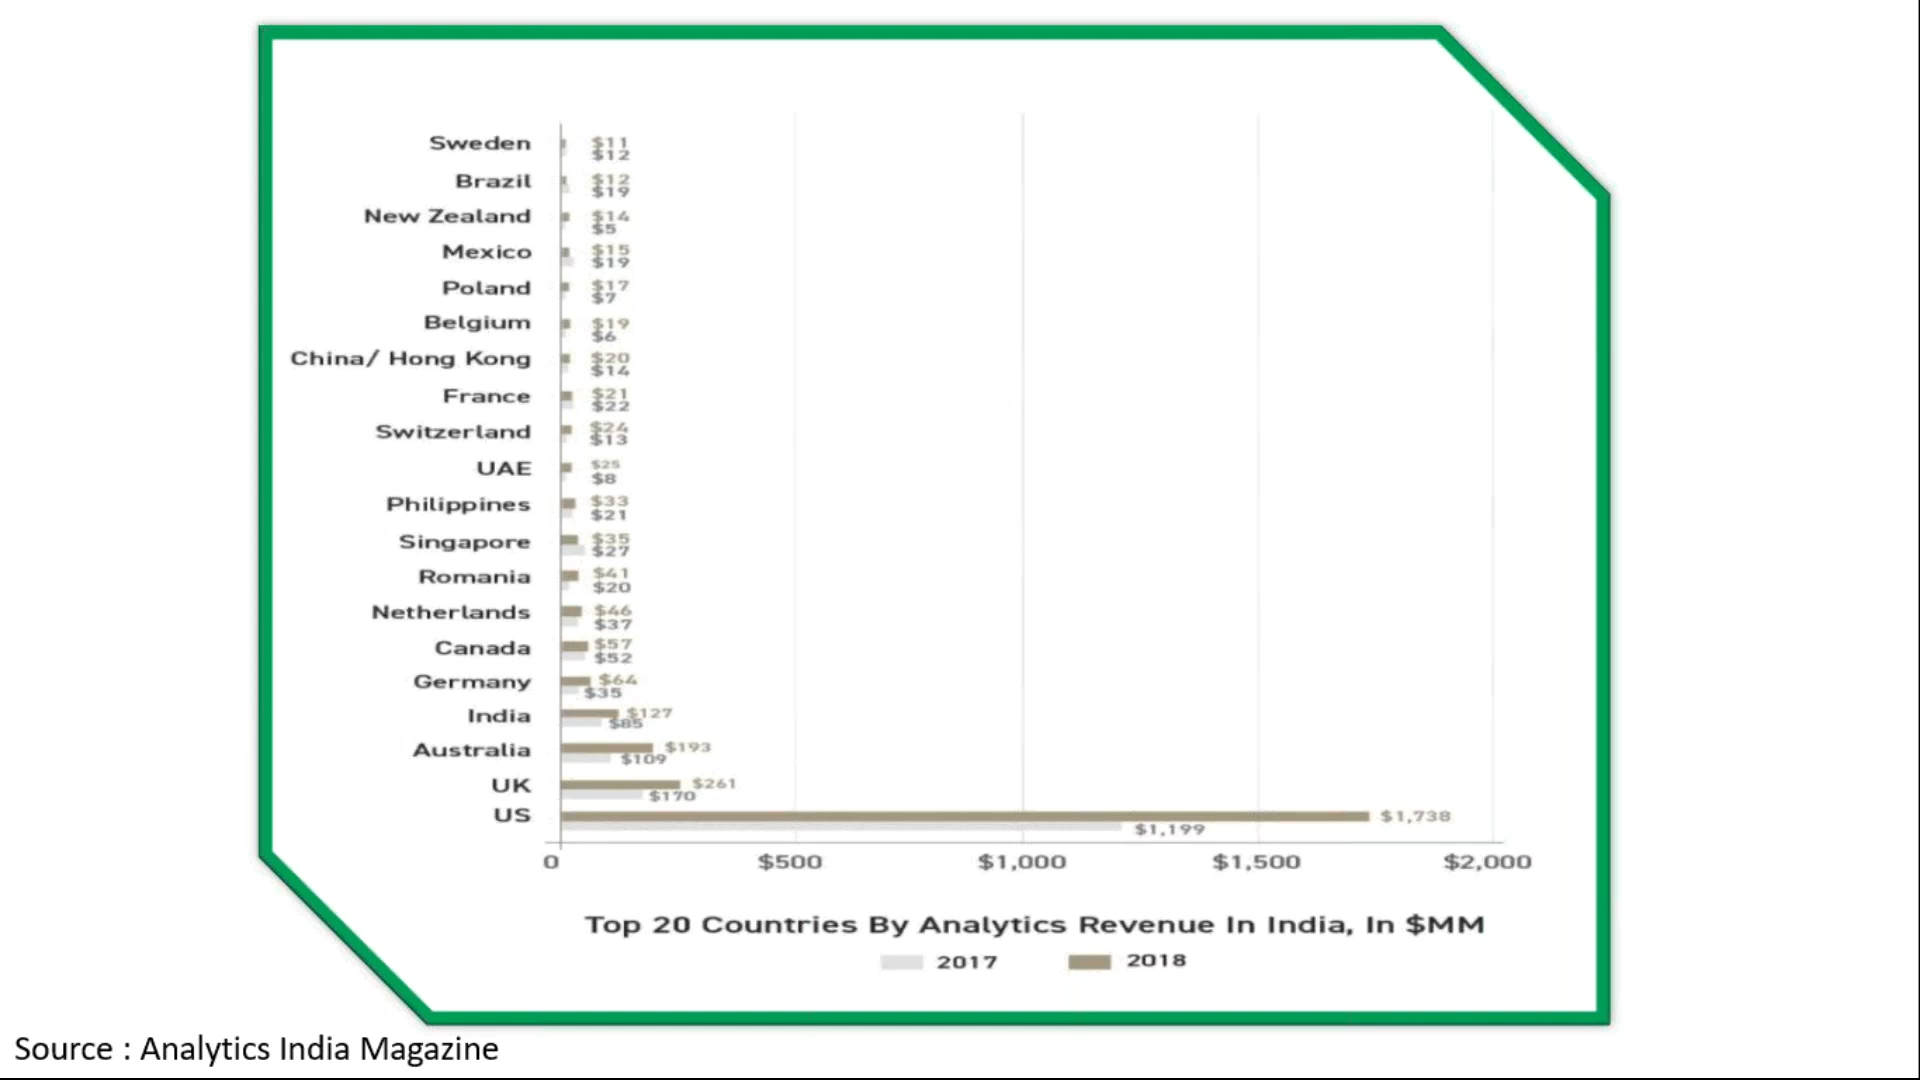 Sweden $11
$12
Brazil $12
$19
New Zealand $14
$5
Mexico $15
$19
Poland $17
$7
Belgium $19
$6
China/ Hong Kong $20
$14
France $21
$22
Switzerland $24
$13
UAE $25
$8
Philippines $33
$21
Singapore $35
$27
Romania $41
$20
Netherlands $46
$37
Canada $57
$52
Germany $64
$35
India $127
$85
Australia $193
$109
UK $261
$170
US $1,738
$1,199
0 $500 $1,000 $1,500 $2,000
Top 20 Countries By Analytics Revenue In India, In $MM
2017 2018
Source : Analytics India Magazine